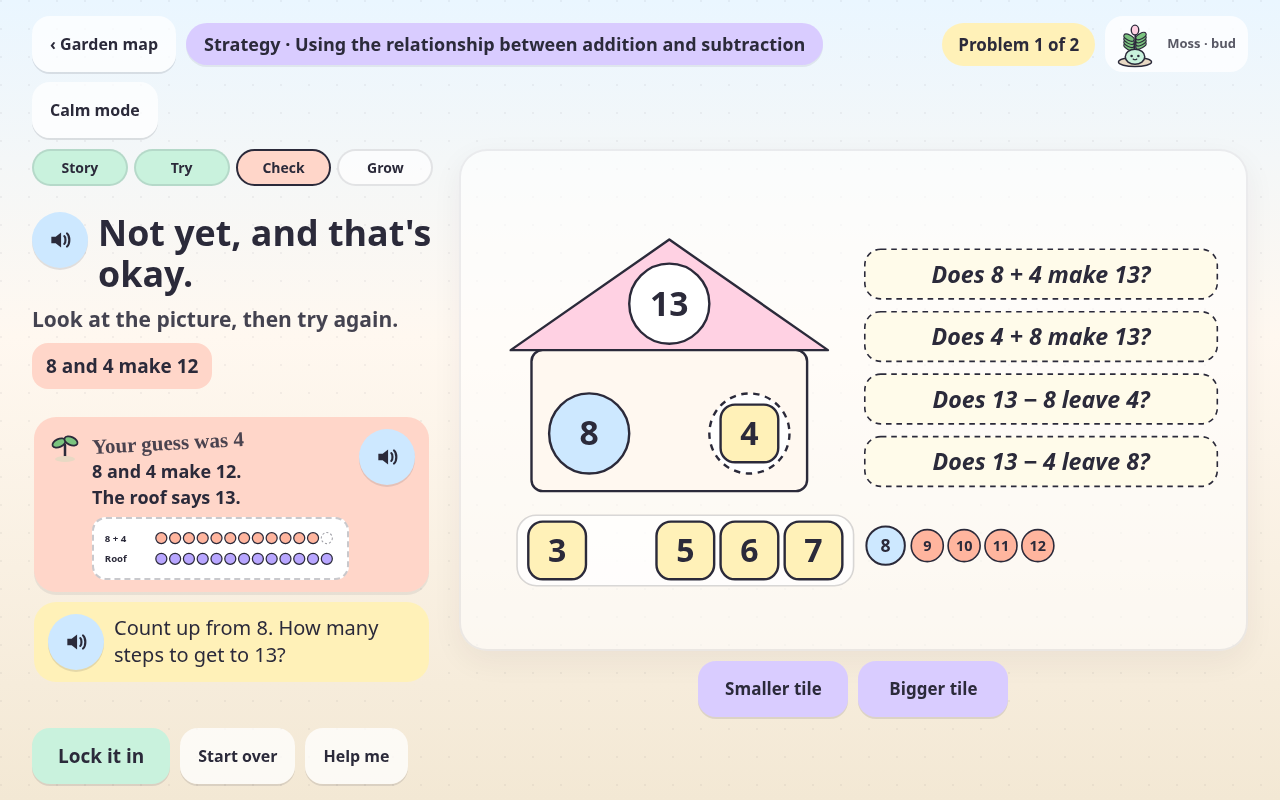 ‹ Garden map
Strategy · Using the relationship between addition and subtraction
Problem 1 of 2
Moss · bud
Calm mode
Story
Try
Check
Grow
Not yet, and that's
okay.
Look at the picture, then try again.
8 and 4 make 12
Your guess was 4
8 and 4 make 12.
The roof says 13.
8 + 4
Roof
Count up from 8. How many
steps to get to 13?
Lock it in
Start over
Help me
13
8
4
3
5
6
7
Does 8 + 4 make 13?
Does 4 + 8 make 13?
Does 13 − 8 leave 4?
Does 13 − 4 leave 8?
8
9
10
11
12
Smaller tile
Bigger tile